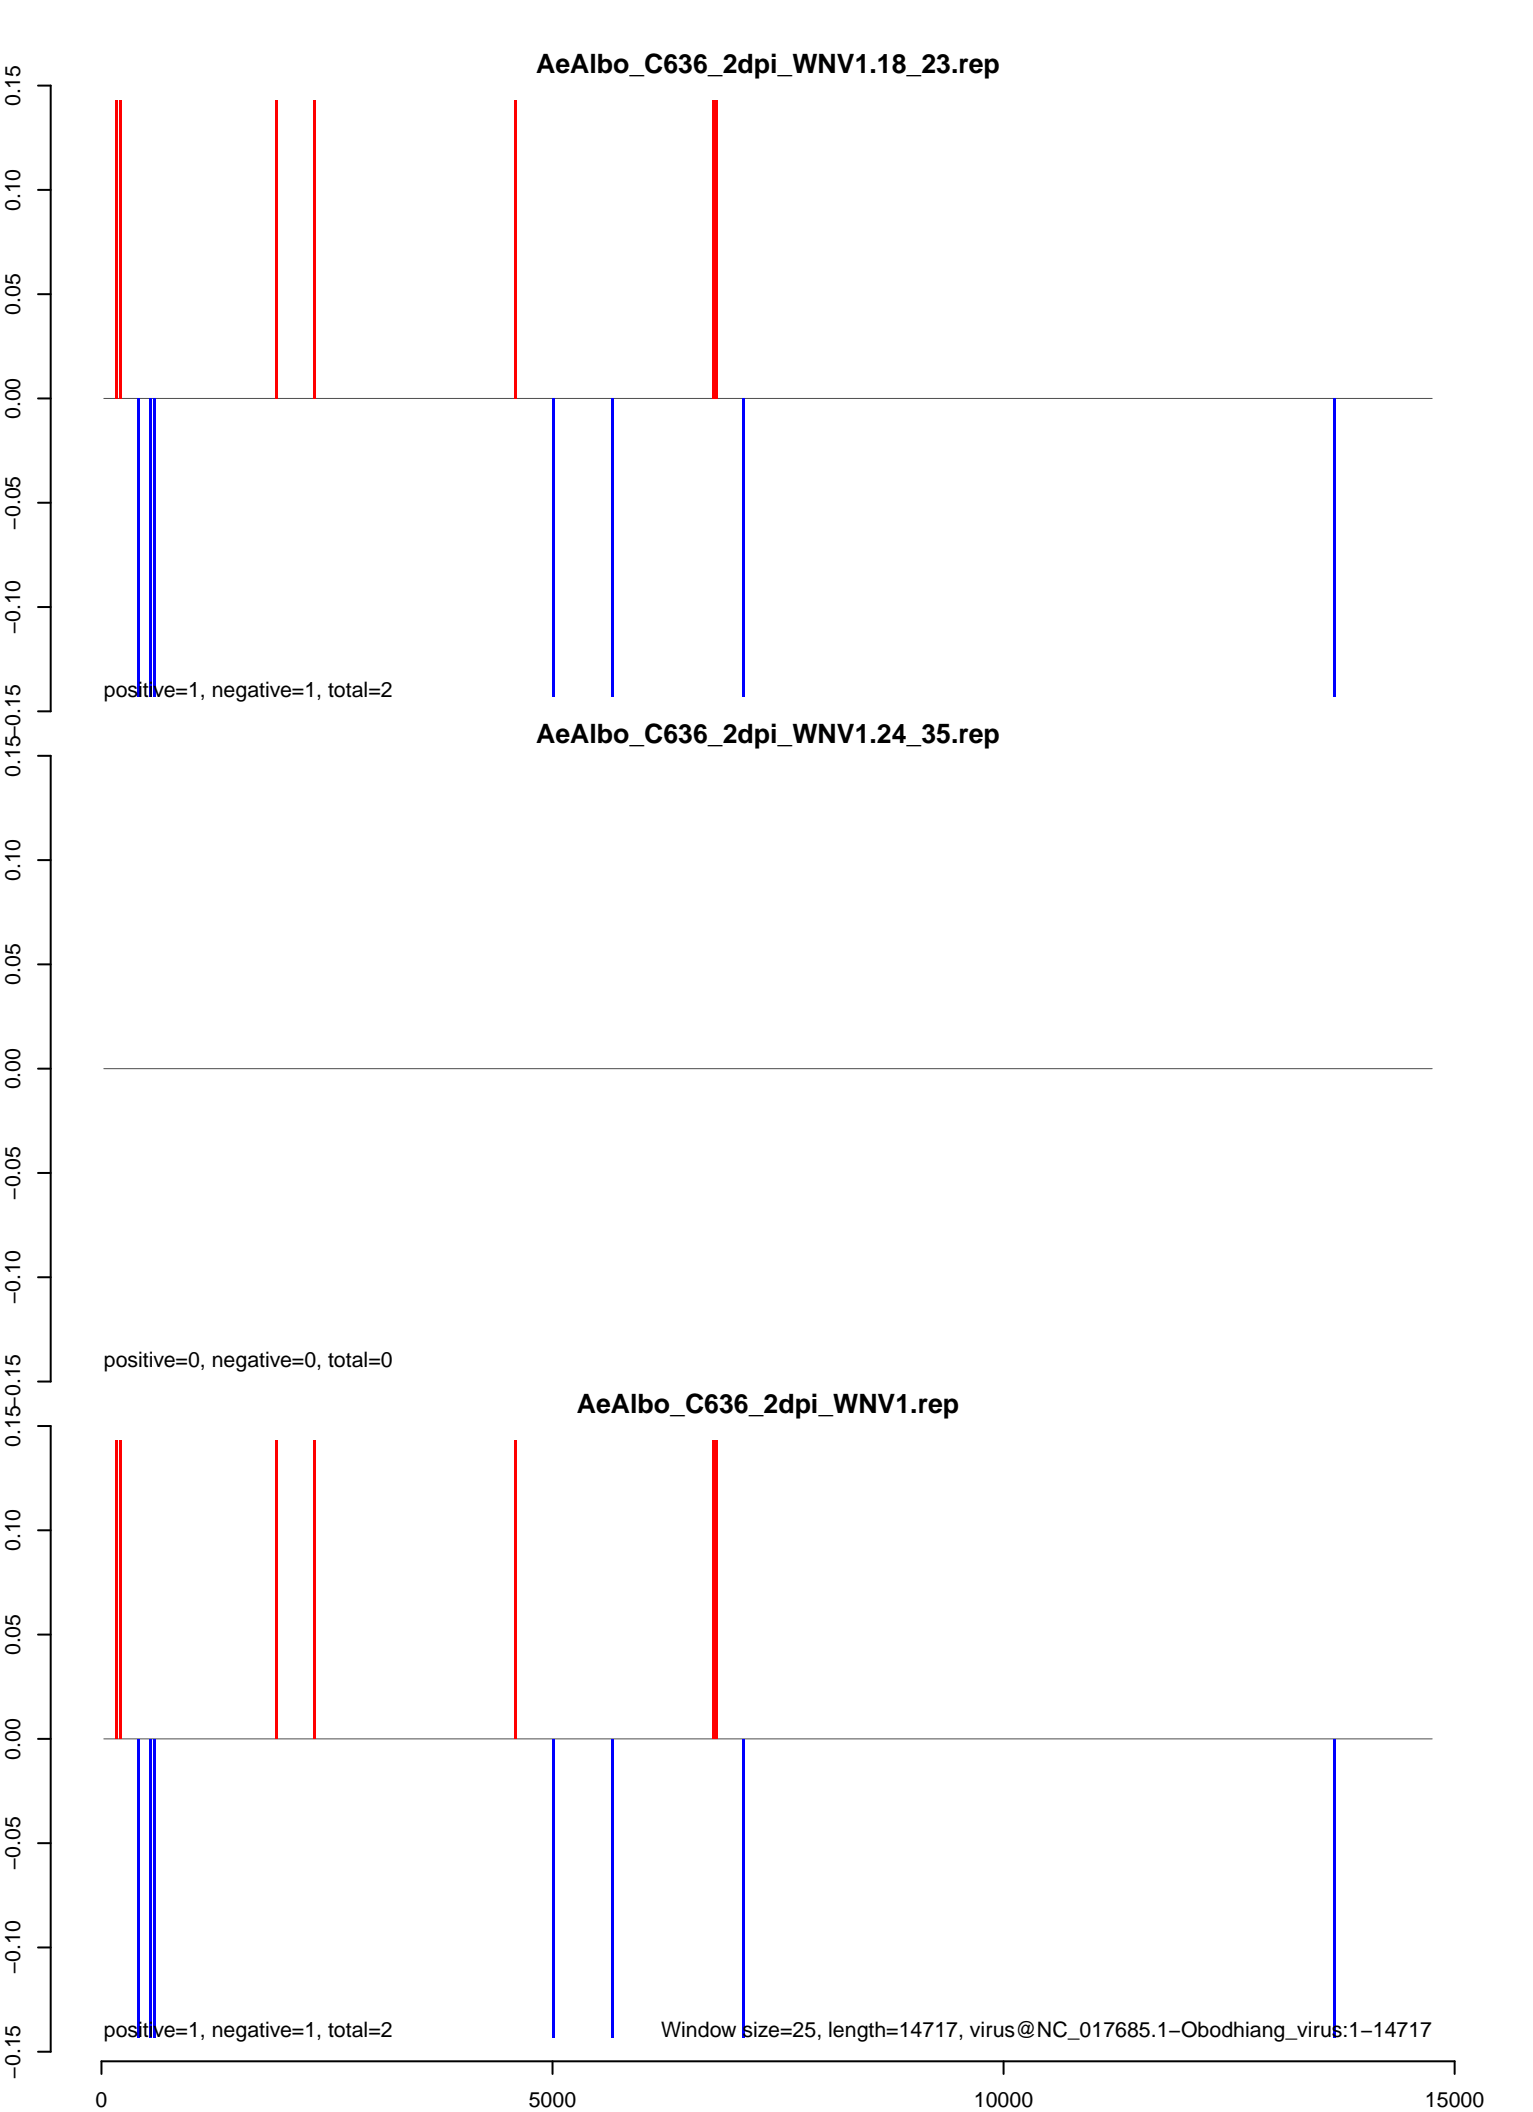 AeAlbo_C636_2dpi_WNV1.18_23.rep
0.15
0.10
0.05
0.00
−0.05
−0.10
−0.15
positive=1, negative=1, total=2
AeAlbo_C636_2dpi_WNV1.24_35.rep
0.15
0.10
0.05
0.00
−0.05
−0.10
−0.15
positive=0, negative=0, total=0
AeAlbo_C636_2dpi_WNV1.rep
0.15
0.10
0.05
0.00
−0.05
−0.10
−0.15
positive=1, negative=1, total=2
Window size=25, length=14717, virus@NC_017685.1−Obodhiang_virus:1−14717
0 5000 10000 15000